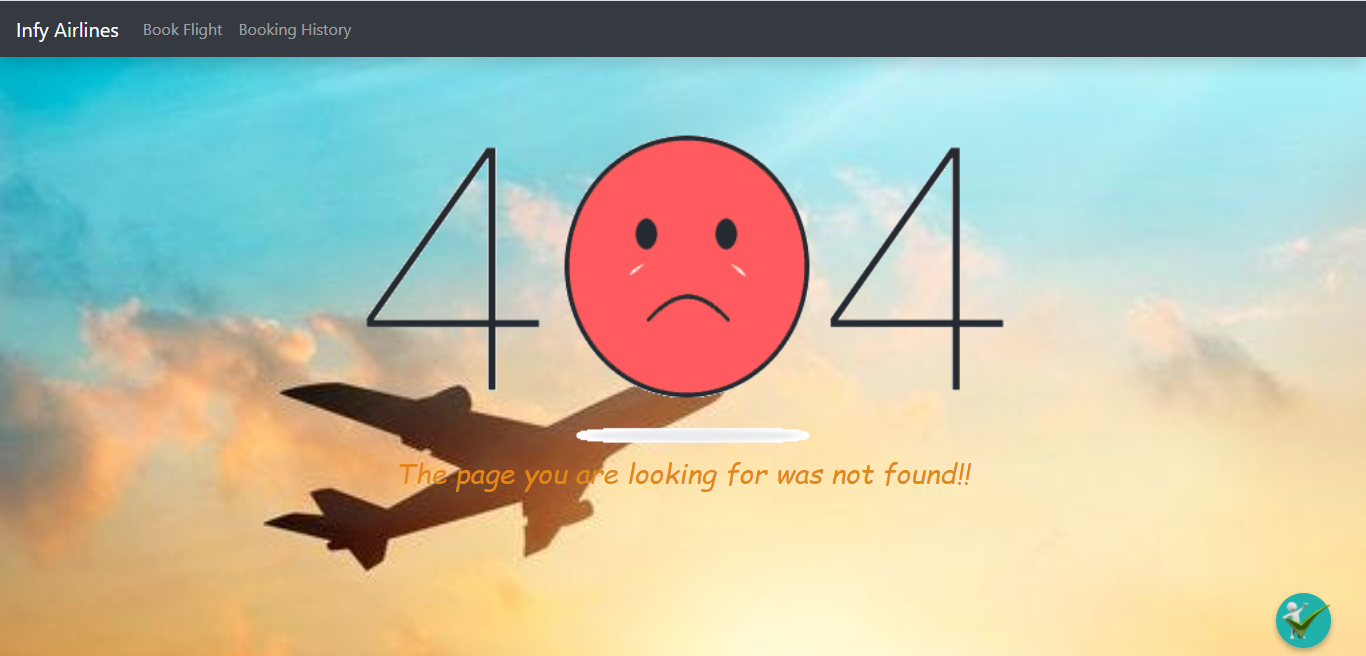 Infy Airlines Book Flight Booking History
404
The page you are looking for was not found!!